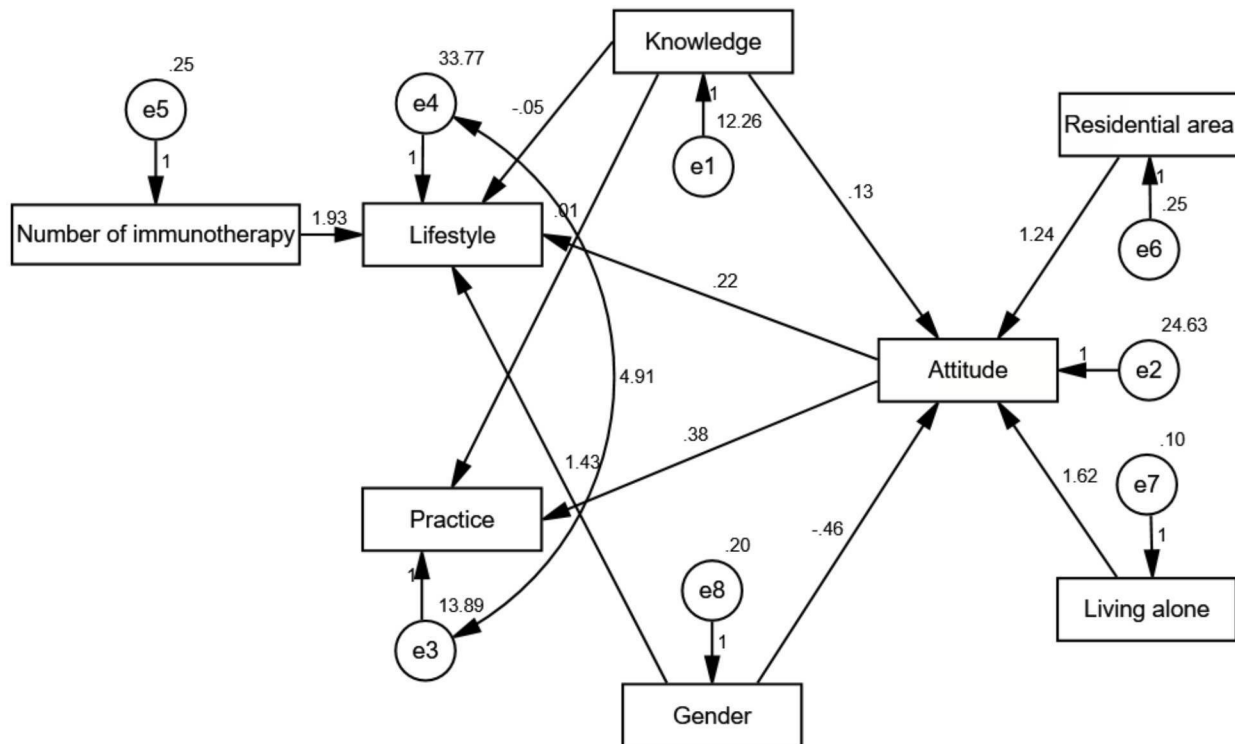 Knowledge
33.77
.25
e4
e5
-.05
1
12.26
Residential area
1
1
e1
1
.25
.13
Number of immunotherapy
1.93
Lifestyle
.01
e6
1.24
.22
24.63
Attitude
1
e2
4.91
.38
.10
1.43
1.62
e7
Practice
-.46
1
.20
1
13.89
e8
Living alone
e3
1
Gender